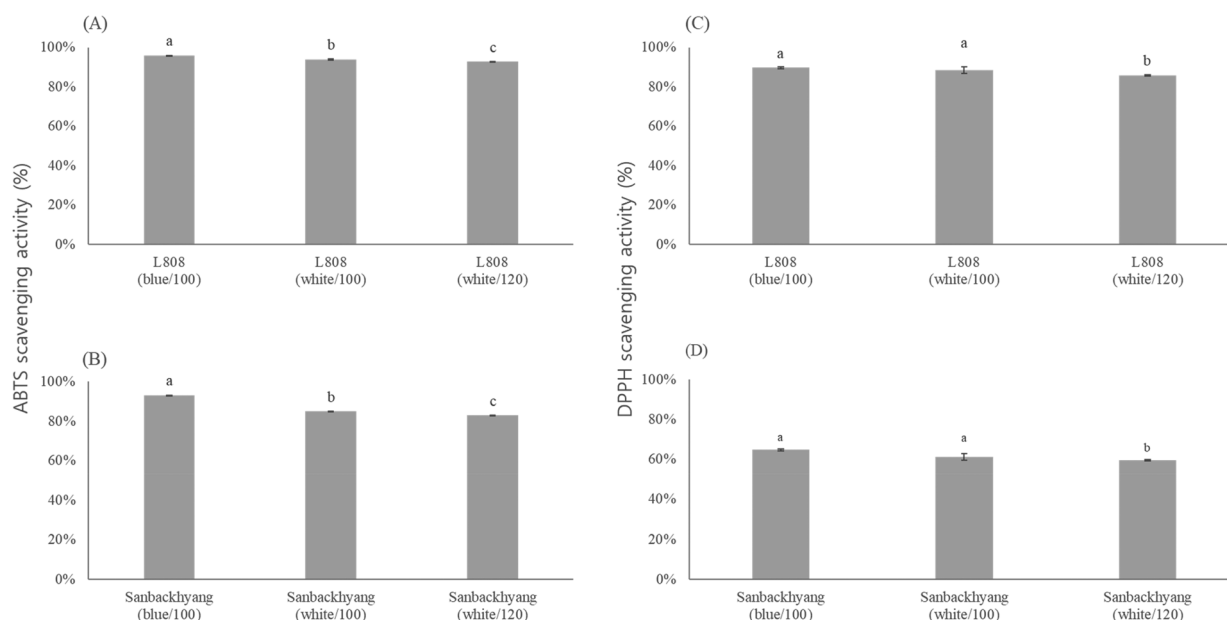 (A)
ABTS scavenging activity (%)
100%
80%
60%
40%
20%
0%
a
b
c
L808
(blue/100)
L808
(white/100)
L808
(white/120)
(B)
100%
80%
60%
40%
20%
0%
a
b
c
Sanbackhyang
(blue/100)
Sanbackhyang
(white/100)
Sanbackhyang
(white/120)
(C)
DPPH scavenging activity (%)
100%
80%
60%
40%
20%
0%
a
a
b
L808
(blue/100)
L808
(white/100)
L808
(white/120)
(D)
100%
80%
60%
40%
20%
0%
a
a
b
Sanbackhyang
(blue/100)
Sanbackhyang
(white/100)
Sanbackhyang
(white/120)